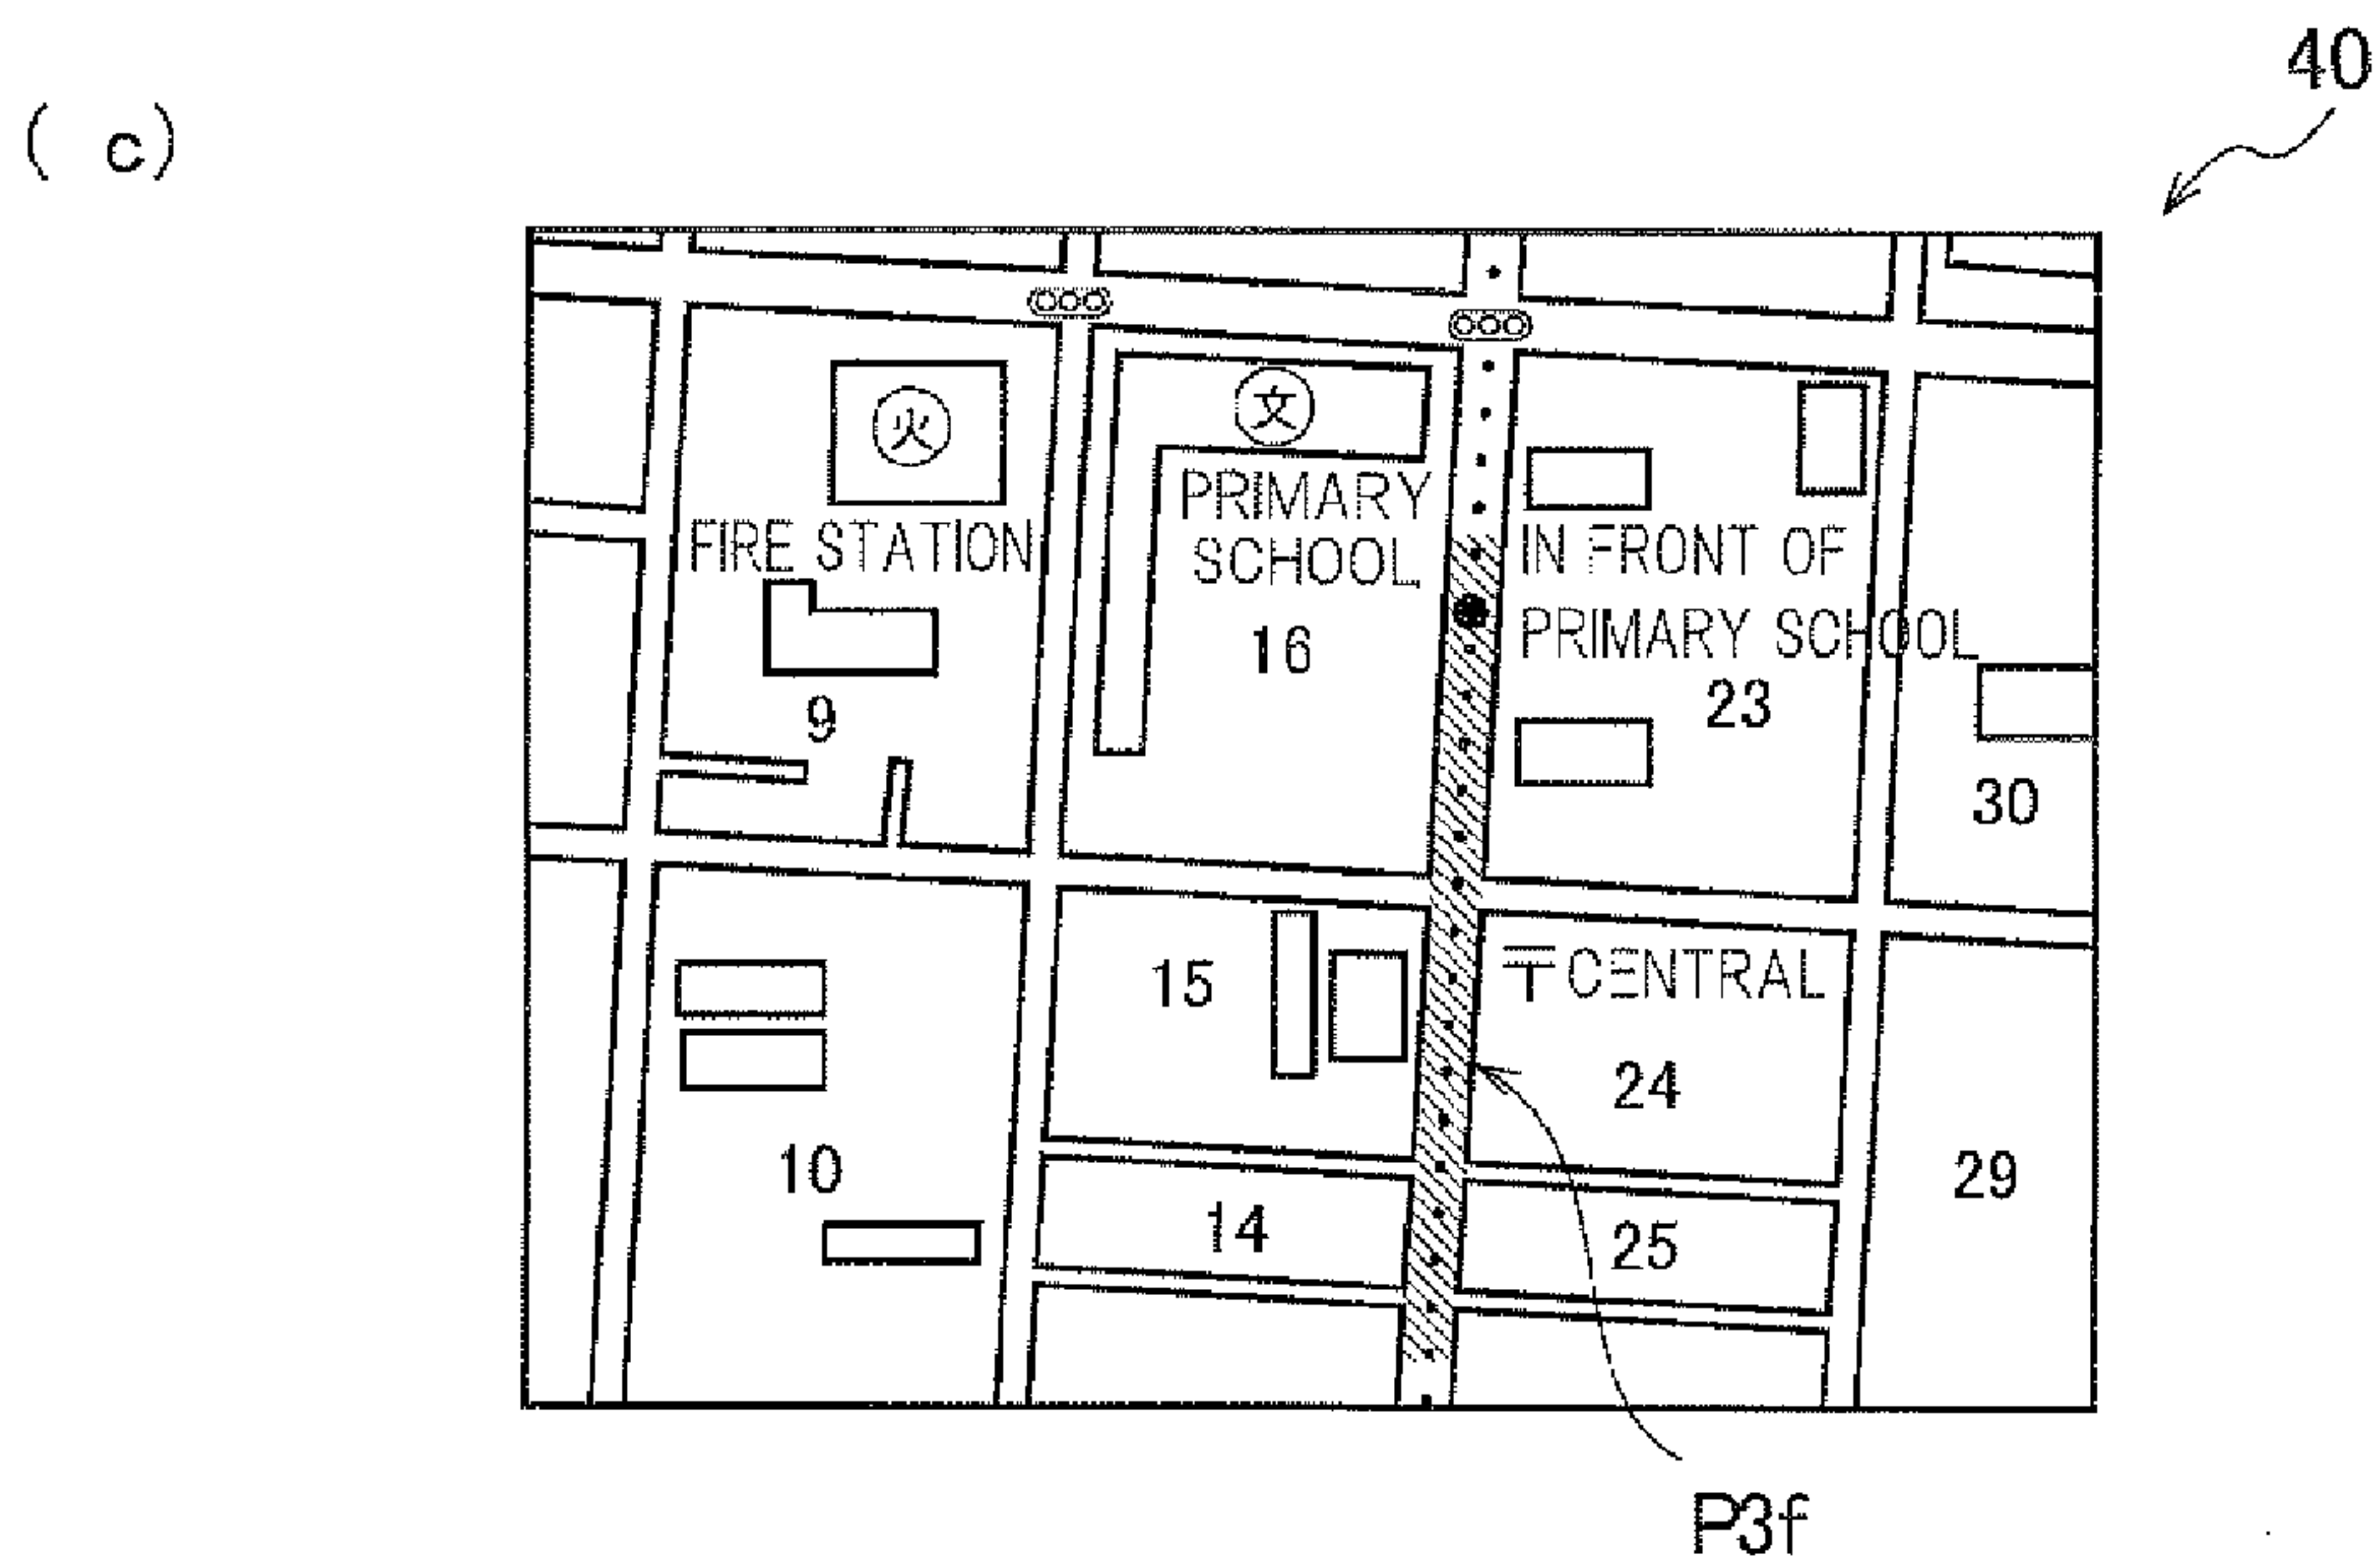 40
( c)
火
文
PRIMARY
SCHOOL
FIRE STATION
IN FRONT OF
PRIMARY SCHOOL
16
9
23
30
〒CENTRAL
15
24
10
29
14
25
P3f